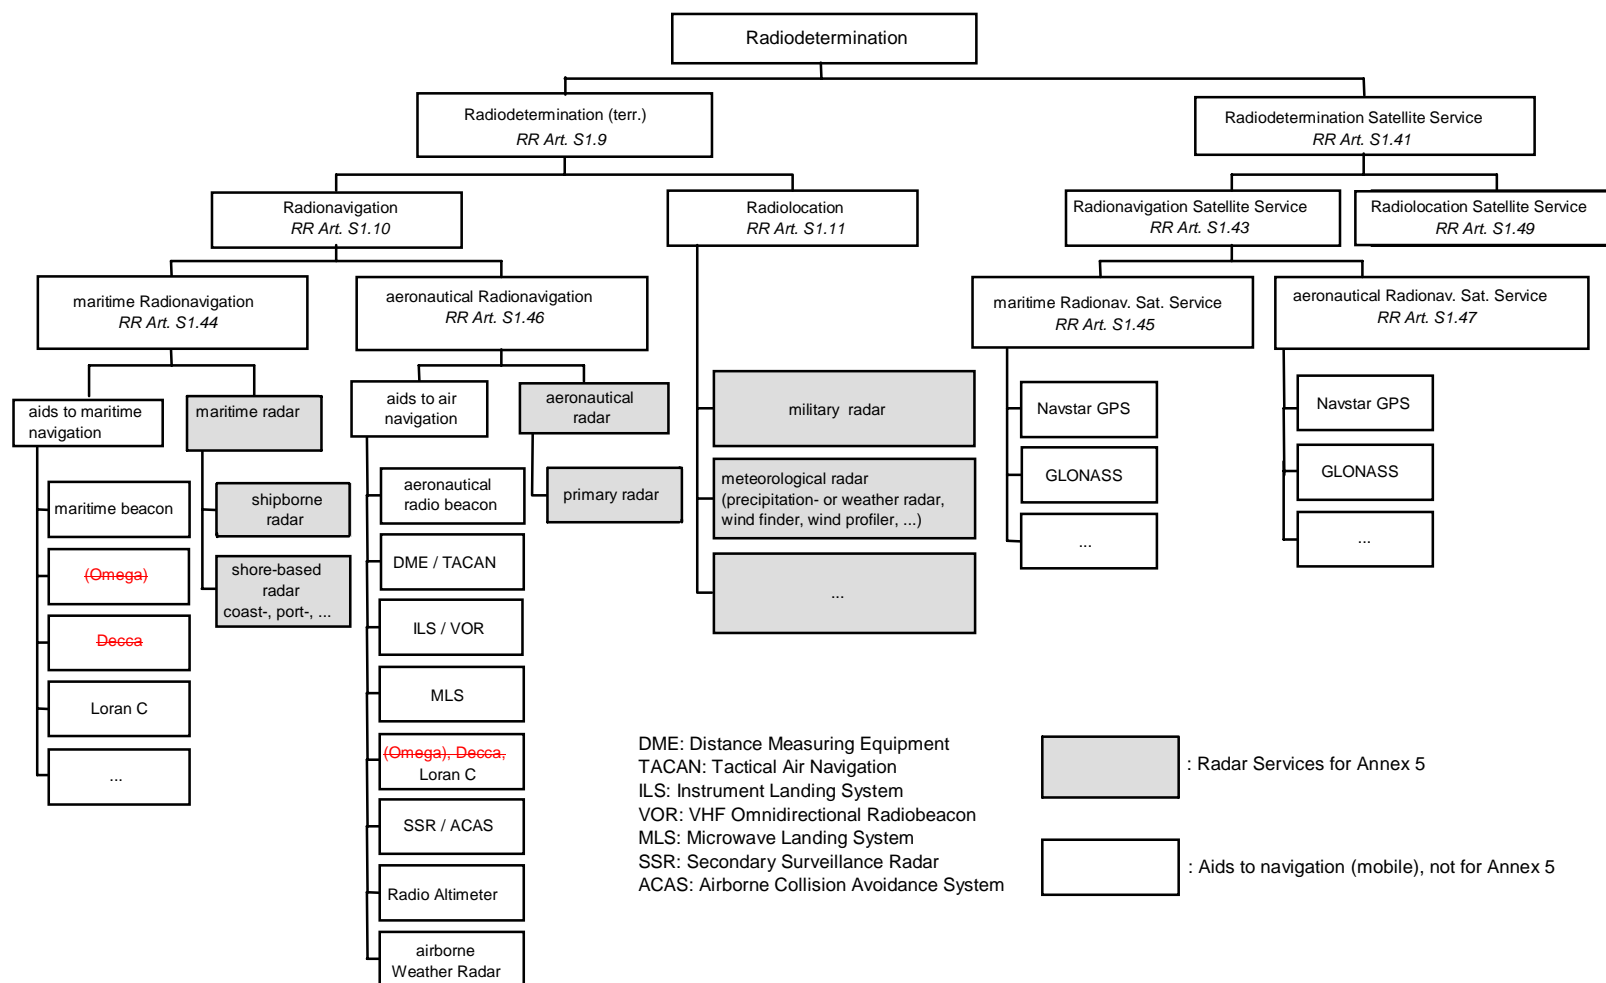 Radiodetermination
Radiodetermination (terr.)
RR Art. S1.9
Radiodetermination Satellite Service
RR Art. S1.41
Radionavigation
RR Art. S1.10
Radiolocation
RR Art. S1.11
Radionavigation Satellite Service
RR Art. S1.43
Radiolocation Satellite Service
RR Art. S1.49
maritime Radionavigation
RR Art. S1.44
aeronautical Radionavigation
RR Art. S1.46
maritime Radionav. Sat. Service
RR Art. S1.45
aeronautical Radionav. Sat. Service
RR Art. S1.47
aids to maritime
navigation
maritime radar
aids to air
navigation
aeronautical
radar
maritime beacon
(Omega)
Decca
Loran C
...
shipborne
radar
shore-based
radar
coast-, port-, ...
aeronautical
radio beacon
DME / TACAN
ILS / VOR
MLS
(Omega), Decca,
Loran C
SSR / ACAS
Radio Altimeter
airborne
Weather Radar
primary radar
military radar
meteorological radar
(precipitation- or weather radar,
wind finder, wind profiler, ...)
...
Navstar GPS
GLONASS
...
Navstar GPS
GLONASS
...
DME: Distance Measuring Equipment
TACAN: Tactical Air Navigation
ILS: Instrument Landing System
VOR: VHF Omnidirectional Radiobeacon
MLS: Microwave Landing System
SSR: Secondary Surveillance Radar
ACAS: Airborne Collision Avoidance System
: Radar Services for Annex 5
: Aids to navigation (mobile), not for Annex 5